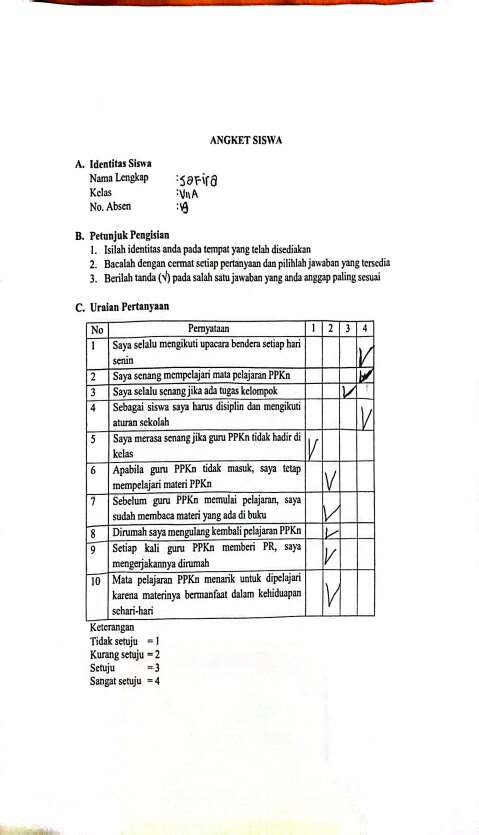 ANGKET SISWA
A. Identitas Siswa
Nama Lengkap : Safira
Kelas : VII A
No. Absen :
B. Petunjuk Pengisian
1. Isilah identitas anda pada tempat yang telah disediakan
2. Bacalah dengan cermat setiap pertanyaan dan pilihlah jawaban yang tersedia
3. Berilah tanda (√) pada salah satu jawaban yang anda anggap paling sesuai
C. Uraian Pertanyaan
No Pernyataan 1 2 3 4
1 Saya selalu mengikuti upacara bendera setiap hari
senin √
2 Saya senang mempelajari mata pelajaran PPKn √
3 Saya selalu senang jika ada tugas kelompok √
4 Sebagai siswa saya harus disiplin dan mengikuti
aturan sekolah √
5 Saya merasa senang jika guru PPKn tidak hadir di
kelas √
6 Apabila guru PPKn tidak masuk, saya tetap
mempelajari materi PPKn √
7 Sebelum guru PPKn memulai pelajaran, saya
sudah membaca materi yang ada di buku √
8 Dirumah saya mengulang kembali pelajaran PPKn √
9 Setiap kali guru PPKn memberi PR, saya
mengerjakannya dirumah √
10 Mata pelajaran PPKn menarik untuk dipelajari
karena materinya bermanfaat dalam kehiduapan
sehari-hari √
Keterangan
Tidak setuju = 1
Kurang setuju = 2
Setuju = 3
Sangat setuju = 4